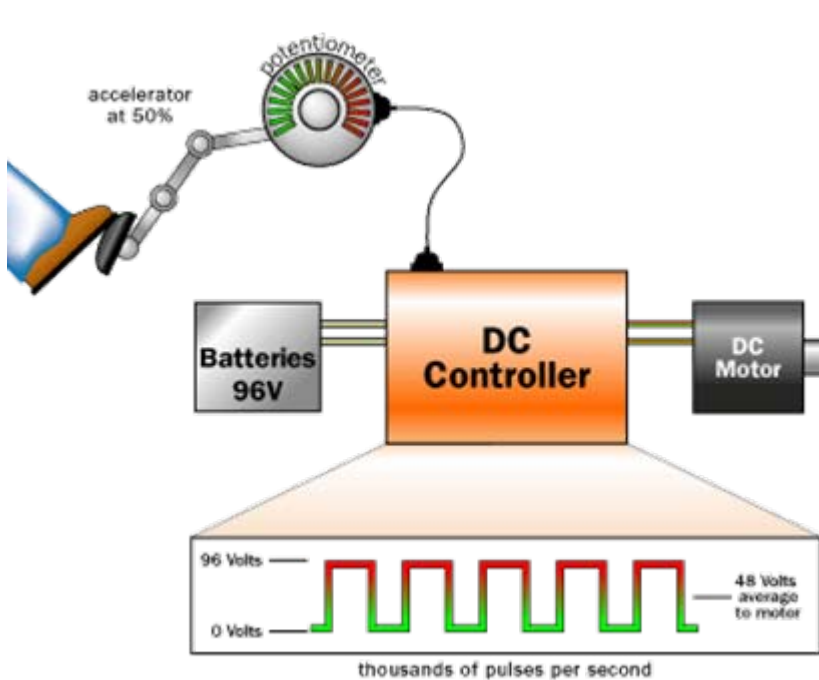 potentiometer
accelerator
at 50%
Batteries
96V
DC
Controller
DC
Motor
96 Volts
0 Volts
48 Volts
average
to motor
thousands of pulses per second